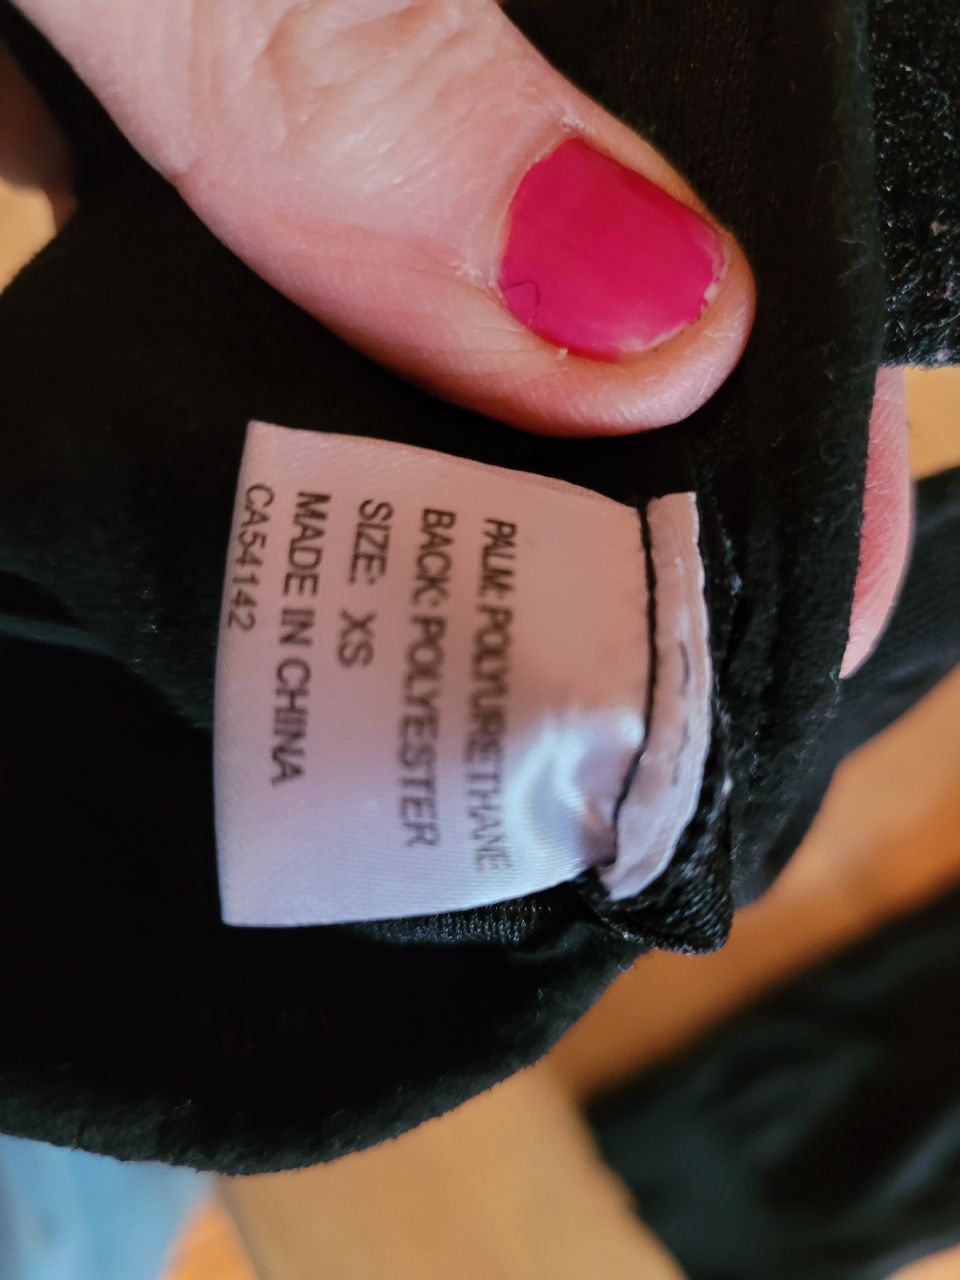 PALM: POLYURETHANE
BACK: POLYESTER
SIZE: XS
MADE IN CHINA
CA54142